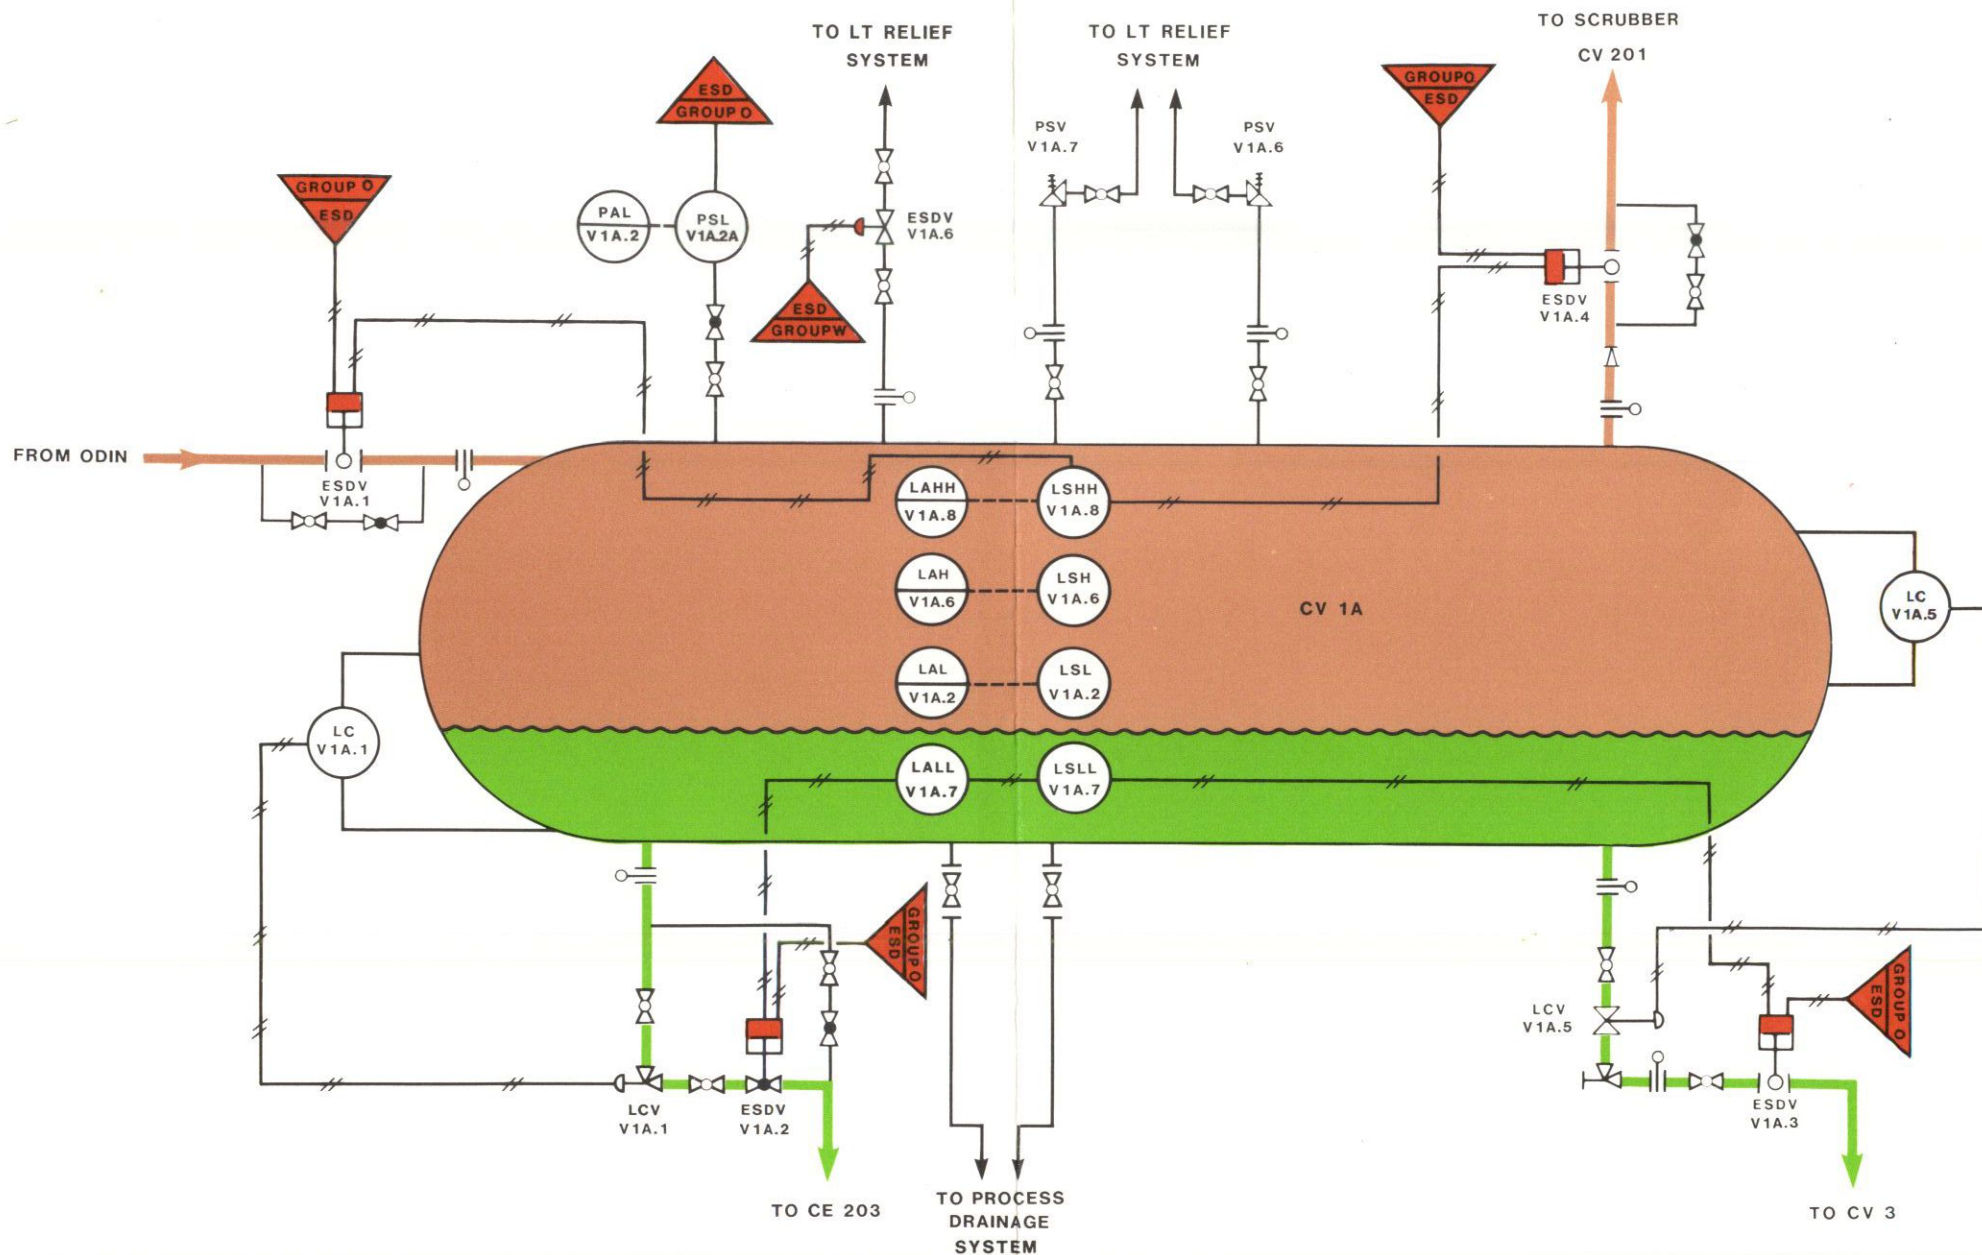 TO LT RELIEF
SYSTEM
TO LT RELIEF
SYSTEM
TO SCRUBBER
CV 201
ESD
GROUP O
GROUPO
ESD
PSV
V1A.7
PSV
V1A.6
GROUP O
ESD
PAL
V1A.2
PSL
V1A.2A
ESDV
V1A.6
ESD
GROUPW
ESDV
V1A.4
FROM ODIN
ESDV
V1A.1
LAHH
V1A.8
LSHH
V1A.8
LAH
V1A.6
LSH
V1A.6
CV 1A
LC
V1A.5
LAL
V1A.2
LSL
V1A.2
LC
V1A.1
LALL
V1A.7
LSLL
V1A.7
GROUP O
ESD
GROUP O
ESD
LCV
V1A.5
LCV
V1A.1
ESDV
V1A.2
ESDV
V1A.3
TO CE 203
TO PROCESS
DRAINAGE
SYSTEM
TO CV 3